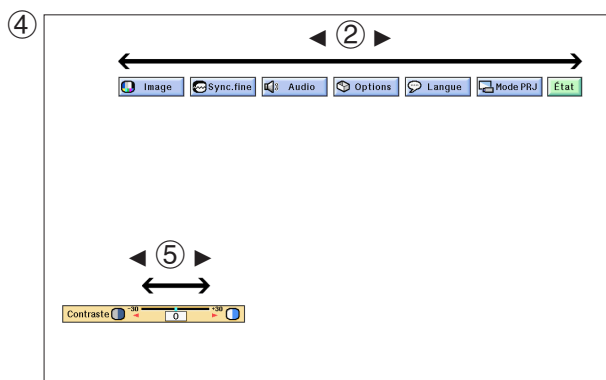 ④
◄ ② ►
Image Sync.fine Audio Options Langue Mode PRJ État
◄ ⑤ ►
Contraste -30 0 +30